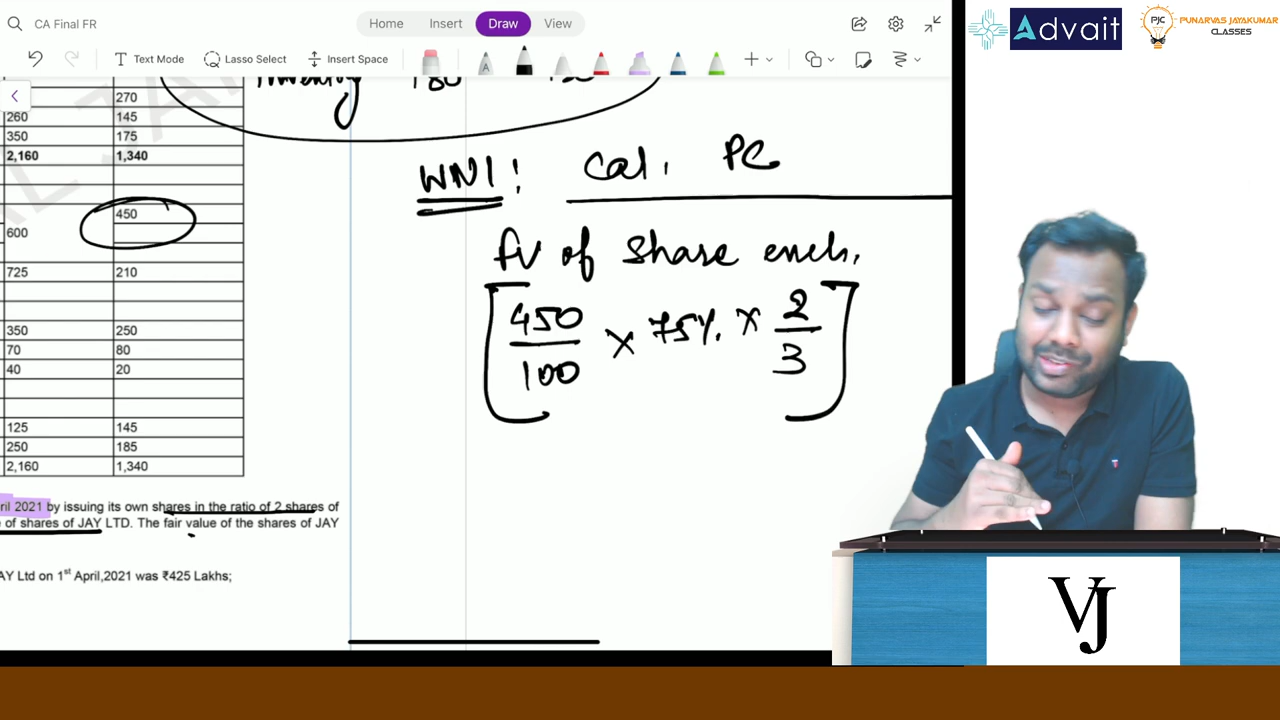 CA Final FR
Home Insert Draw View
Advait
PJC
PUNARVAS JAYAKUMAR
CLASSES
Text Mode
Lasso Select
Insert Space
A
Inventory 180
270
260 145
350 175
2,160 1,340
450
600
725 210
350 250
70 80
40 20
125 145
250 185
2,160 1,340
ril 2021 by issuing its own shares in the ratio of 2 shares of
e of shares of JAY LTD. The fair value of the shares of JAY
AY Ltd on 1st April,2021 was ₹425 Lakhs;
WN1: Cal. PC
FV of Share exch.
[450/100 × 75% × 2/3]
VJ